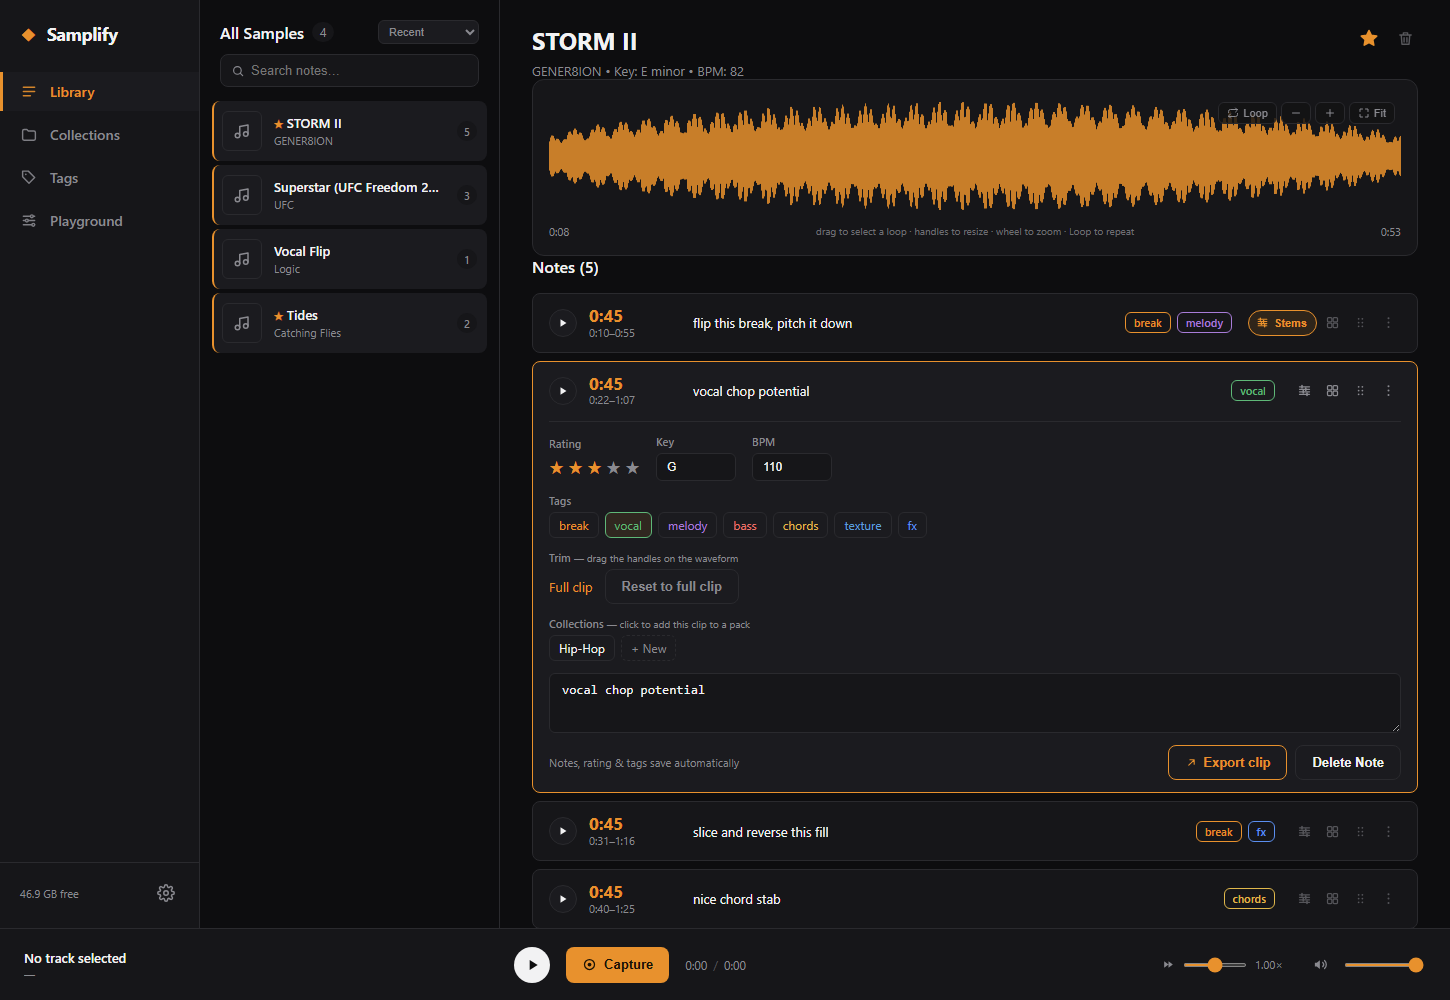 Samplify
Library
Collections
Tags
Playground
46.9 GB free
All Samples 4
Recent
Search notes...
★ STORM II
GENER8ION
5
Superstar (UFC Freedom 2...
UFC
3
Vocal Flip
Logic
1
★ Tides
Catching Flies
2
STORM II
GENER8ION • Key: E minor • BPM: 82
Loop − + Fit
0:08 drag to select a loop · handles to resize · wheel to zoom · Loop to repeat 0:53
Notes (5)
0:45
0:10–0:55
flip this break, pitch it down
break melody Stems
0:45
0:22–1:07
vocal chop potential
vocal
Rating Key BPM
★★★★★ G 110
Tags
break vocal melody bass chords texture fx
Trim — drag the handles on the waveform
Full clip Reset to full clip
Collections — click to add this clip to a pack
Hip-Hop + New
vocal chop potential
Notes, rating & tags save automatically
Export clip Delete Note
0:45
0:31–1:16
slice and reverse this fill
break fx
0:45
0:40–1:25
nice chord stab
chords
No track selected
—
Capture 0:00 / 0:00
1.00×